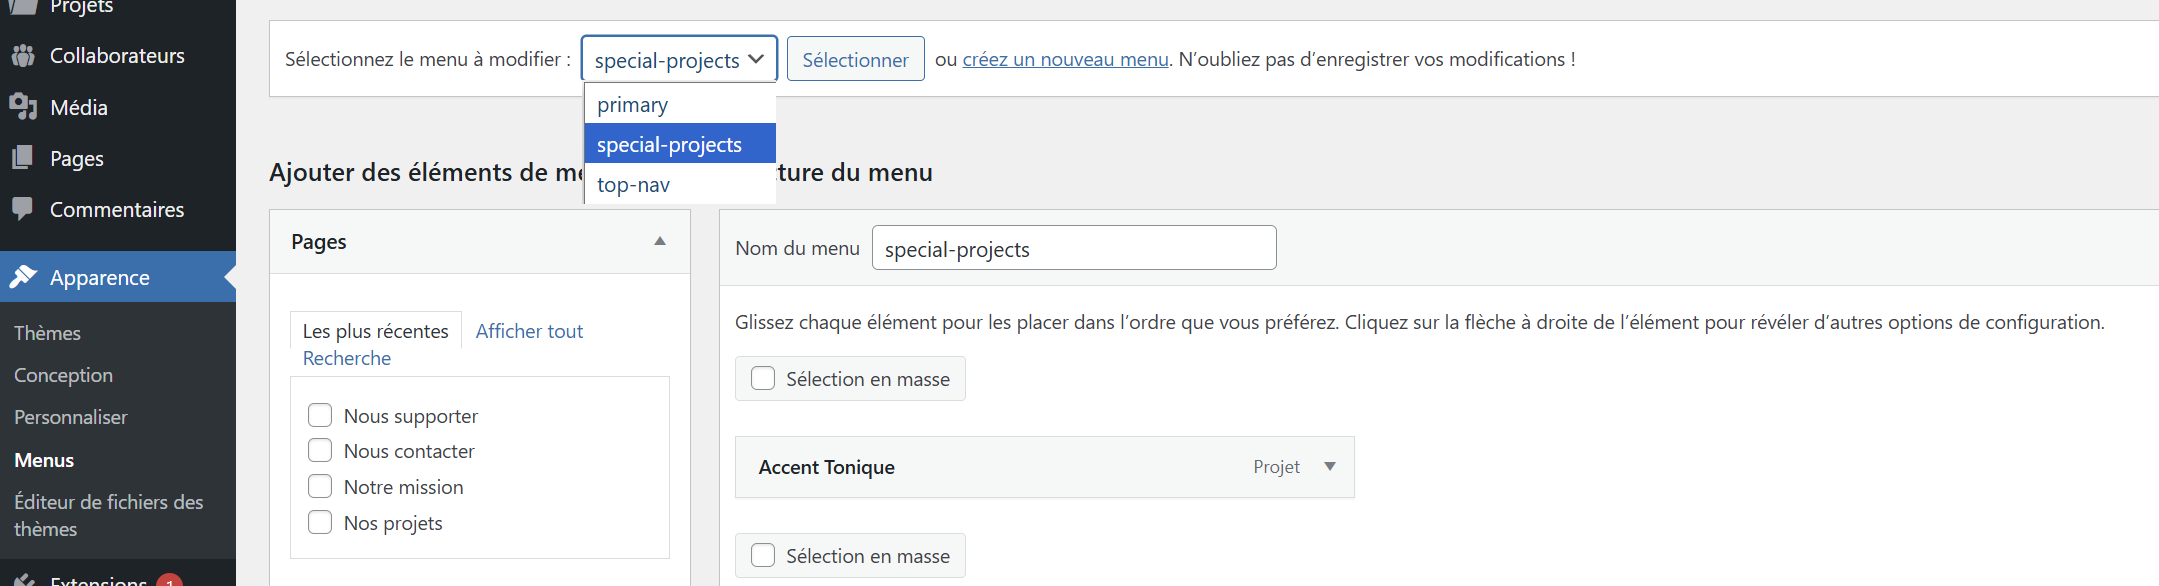 Projets
Collaborateurs
Média
Pages
Commentaires
Apparence
Thèmes
Conception
Personnaliser
Menus
Éditeur de fichiers des
thèmes
Extensions 1
Sélectionnez le menu à modifier : special-projects Sélectionner ou créez un nouveau menu. N’oubliez pas d’enregistrer vos modifications !
primary
special-projects
top-nav
Ajouter des éléments de
Pages
Les plus récentes Afficher tout
Recherche
Nous supporter
Nous contacter
Notre mission
Nos projets
du menu
Nom du menu special-projects
Glissez chaque élément pour les placer dans l’ordre que vous préférez. Cliquez sur la flèche à droite de l’élément pour révéler d’autres options de configuration.
Sélection en masse
Accent Tonique Projet
Sélection en masse